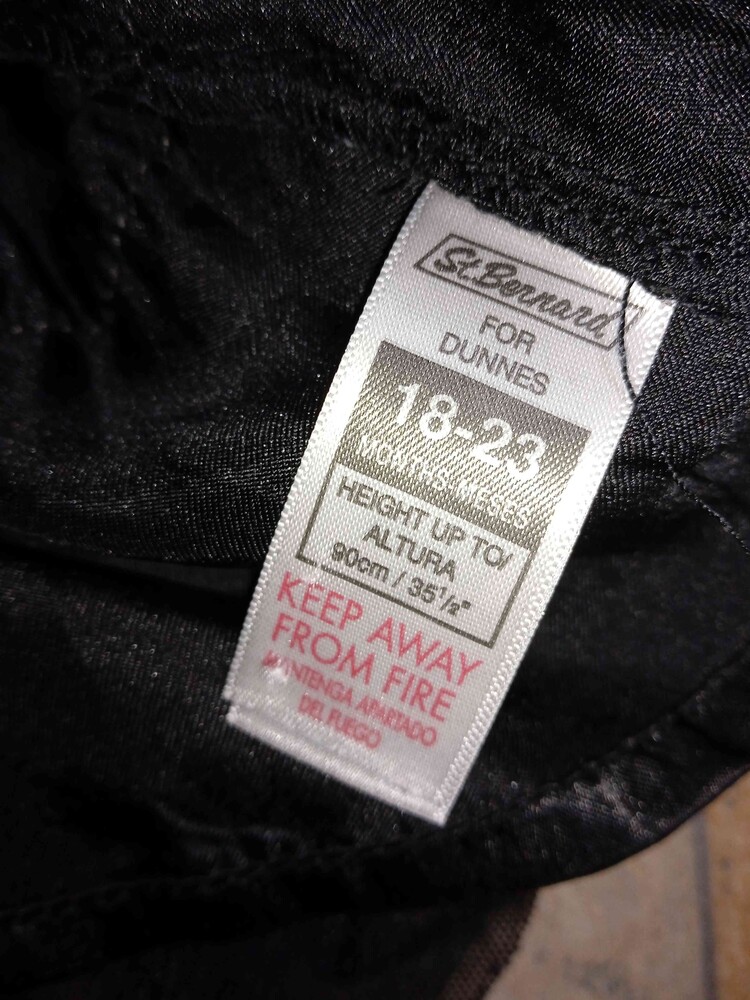 St.Bernard
FOR
DUNNES
18-23
MONTHS/MESES
HEIGHT UP TO/
ALTURA
90cm / 35½"
KEEP AWAY
FROM FIRE
MANTENGA APARTADO
DEL FUEGO